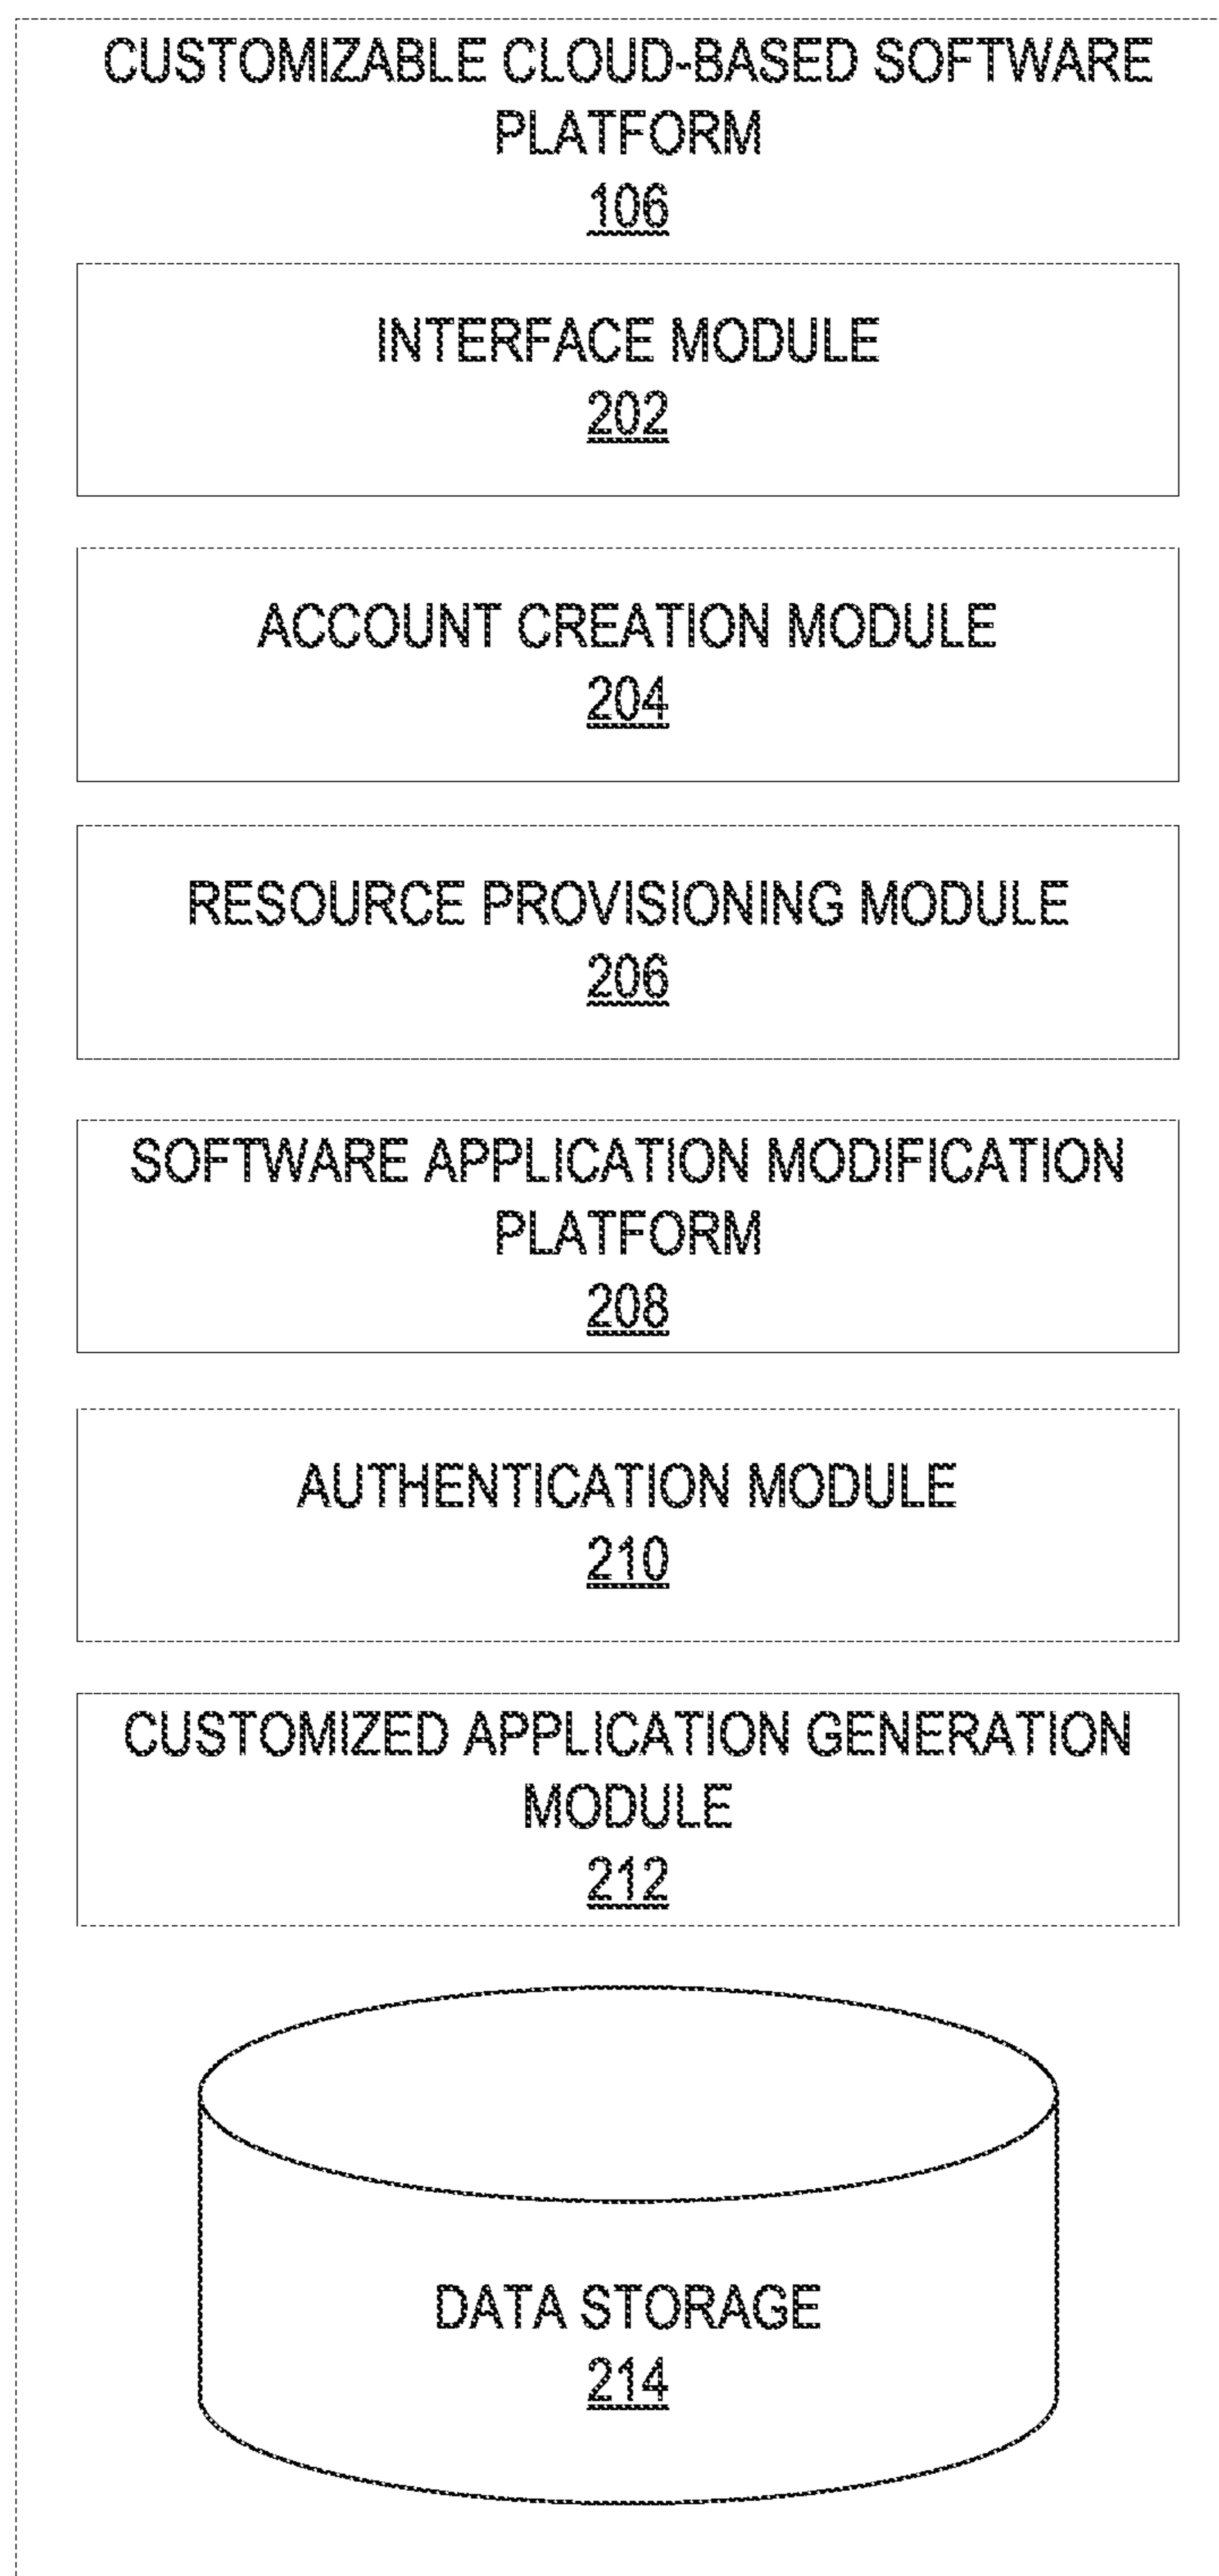 CUSTOMIZABLE CLOUD-BASED SOFTWARE
PLATFORM
106
INTERFACE MODULE
202
ACCOUNT CREATION MODULE
204
RESOURCE PROVISIONING MODULE
206
SOFTWARE APPLICATION MODIFICATION
PLATFORM
208
AUTHENTICATION MODULE
210
CUSTOMIZED APPLICATION GENERATION
MODULE
212
DATA STORAGE
214